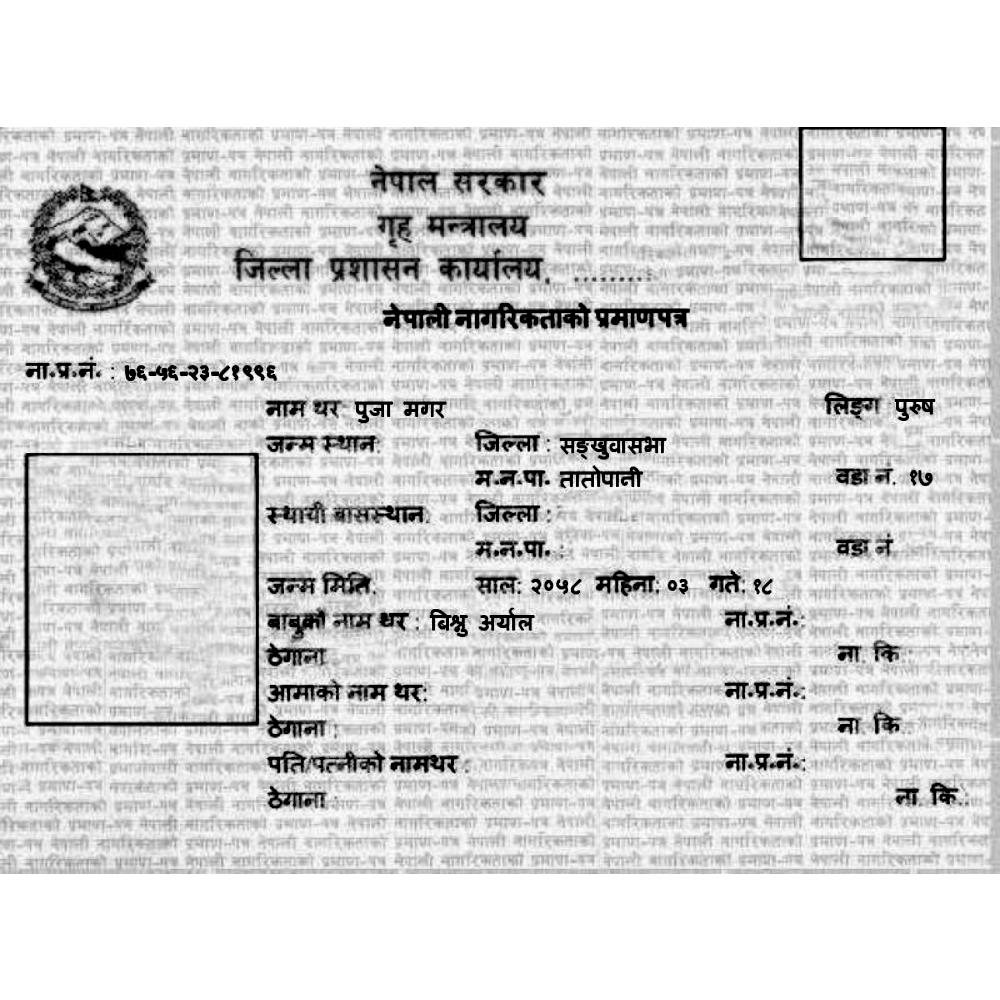 नेपाल सरकार
गृह मन्त्रालय
जिल्ला प्रशासन कार्यालय, ..........
नेपाली नागरिकताको प्रमाणपत्र
ना.प्र.नं. : ७६-५६-२३-८१९९६
नाम थर: पुजा मगर लिङ्ग पुरुष
जन्म स्थान: जिल्ला : सङ्खुवासभा
म.न.पा. तातोपानी वडा नं. १७
स्थायी बासस्थान: जिल्ला :
म.न.पा. : वडा नं.
जन्म मिति: साल: २०५८ महिना: ०३ गते: १८
बाबुको नाम थर : बिश्नु अर्याल ना.प्र.नं.:
ठेगाना ना. कि.:
आमाको नाम थर: ना.प्र.नं.:
ठेगाना : ना. कि.:
पति/पत्नीको नामथर : ना.प्र.नं.:
ठेगाना : ना. कि.: